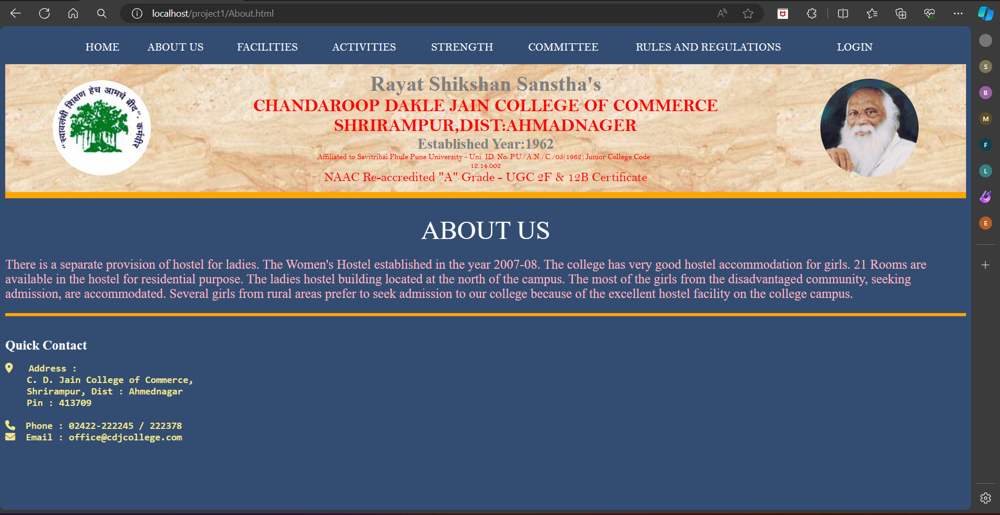 localhost/project1/About.html
HOME ABOUT US FACILITIES ACTIVITIES STRENGTH COMMITTEE RULES AND REGULATIONS LOGIN
"स्वावलंबी शिक्षण हेच आमचे ब्रीद"- कर्मवीर
Rayat Shikshan Sanstha's
CHANDAROOP DAKLE JAIN COLLEGE OF COMMERCE
SHRIRAMPUR,DIST:AHMADNAGER
Established Year:1962
Affiliated to Savitribai Phule Pune University - Uni. ID. No. P.U./A.N./C./05(1962) Junior College Code :
12.14.002
NAAC Re-accredited "A" Grade - UGC 2F & 12B Certificate
ABOUT US
There is a separate provision of hostel for ladies. The Women's Hostel established in the year 2007-08. The college has very good hostel accommodation for girls. 21 Rooms are
available in the hostel for residential purpose. The ladies hostel building located at the north of the campus. The most of the girls from the disadvantaged community, seeking
admission, are accommodated. Several girls from rural areas prefer to seek admission to our college because of the excellent hostel facility on the college campus.
Quick Contact
Address :
C. D. Jain College of Commerce,
Shrirampur, Dist : Ahmednagar
Pin : 413709
Phone : 02422-222245 / 222378
Email : office@cdjcollege.com
S
B
M
F
L
E